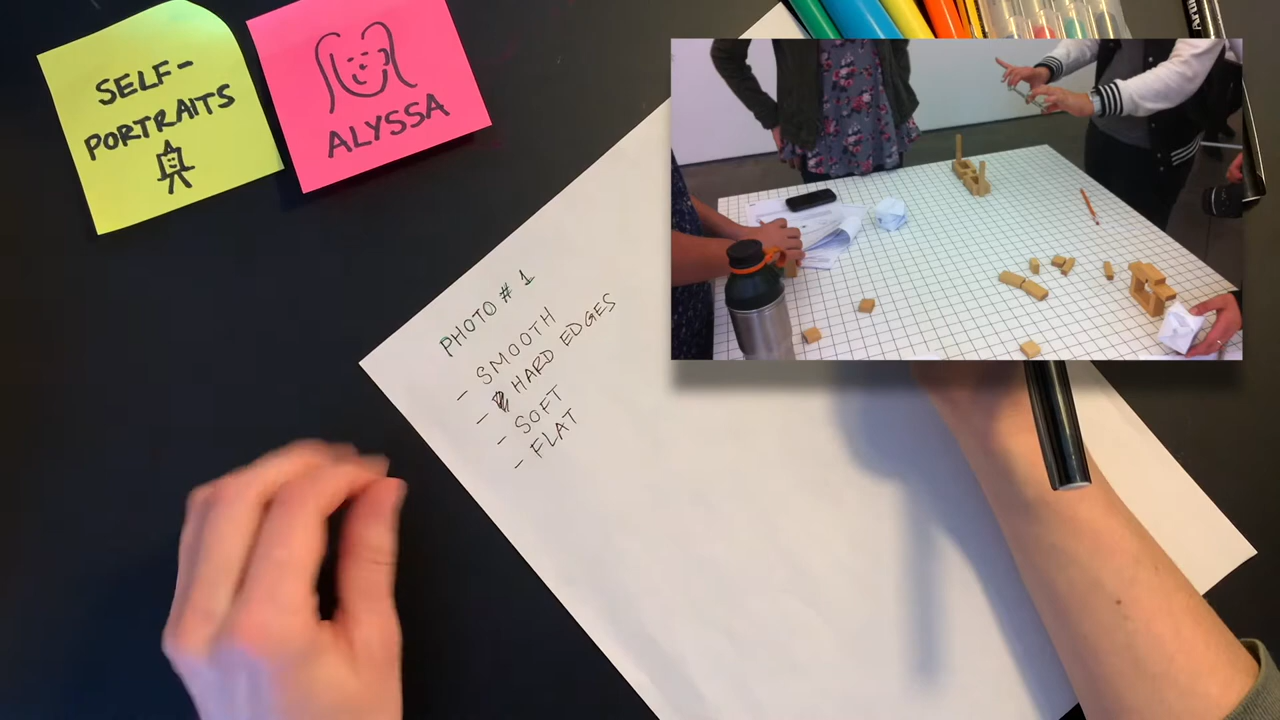 SELF-
PORTRAITS
ALYSSA
PHOTO # 1
- SMOOTH
- HARD EDGES
- SOFT
- FLAT